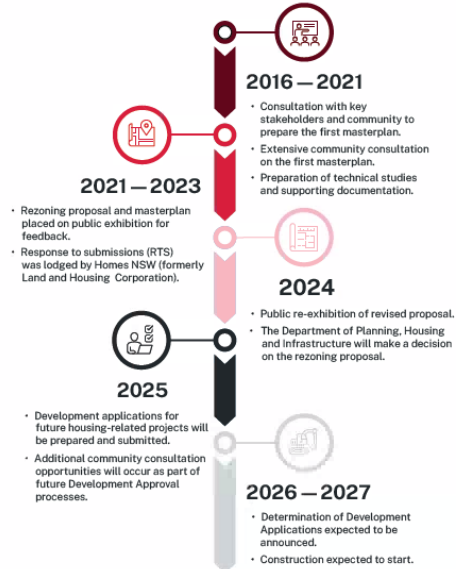 2016 — 2021
• Consultation with key
stakeholders and community to
prepare the first masterplan.
• Extensive community consultation
on the first masterplan.
• Preparation of technical studies
and supporting documentation.
2021 — 2023
• Rezoning proposal and masterplan
placed on public exhibition for
feedback.
• Response to submissions (RTS)
was lodged by Homes NSW (formerly
Land and Housing Corporation).
2024
• Public re-exhibition of revised proposal.
• The Department of Planning, Housing
and Infrastructure will make a decision
on the rezoning proposal.
2025
• Development applications for
future housing-related projects will
be prepared and submitted.
• Additional community consultation
opportunities will occur as part of
future Development Approval
processes.
2026 — 2027
• Determination of Development
Applications expected to be
announced.
• Construction expected to start.